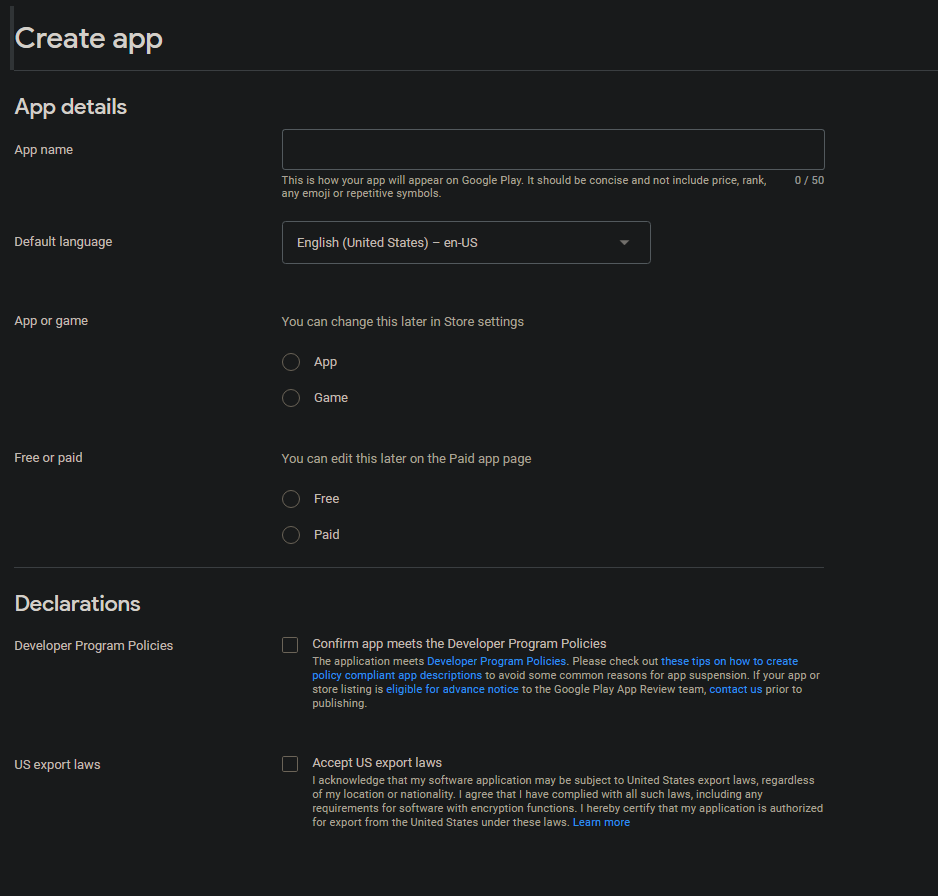 Create app
App details
App name
This is how your app will appear on Google Play. It should be concise and not include price, rank,
any emoji or repetitive symbols.
0 / 50
Default language
English (United States) – en-US
App or game
You can change this later in Store settings
App
Game
Free or paid
You can edit this later on the Paid app page
Free
Paid
Declarations
Developer Program Policies
Confirm app meets the Developer Program Policies
The application meets Developer Program Policies. Please check out these tips on how to create
policy compliant app descriptions to avoid some common reasons for app suspension. If your app or
store listing is eligible for advance notice to the Google Play App Review team, contact us prior to
publishing.
US export laws
Accept US export laws
I acknowledge that my software application may be subject to United States export laws, regardless
of my location or nationality. I agree that I have complied with all such laws, including any
requirements for software with encryption functions. I hereby certify that my application is authorized
for export from the United States under these laws. Learn more